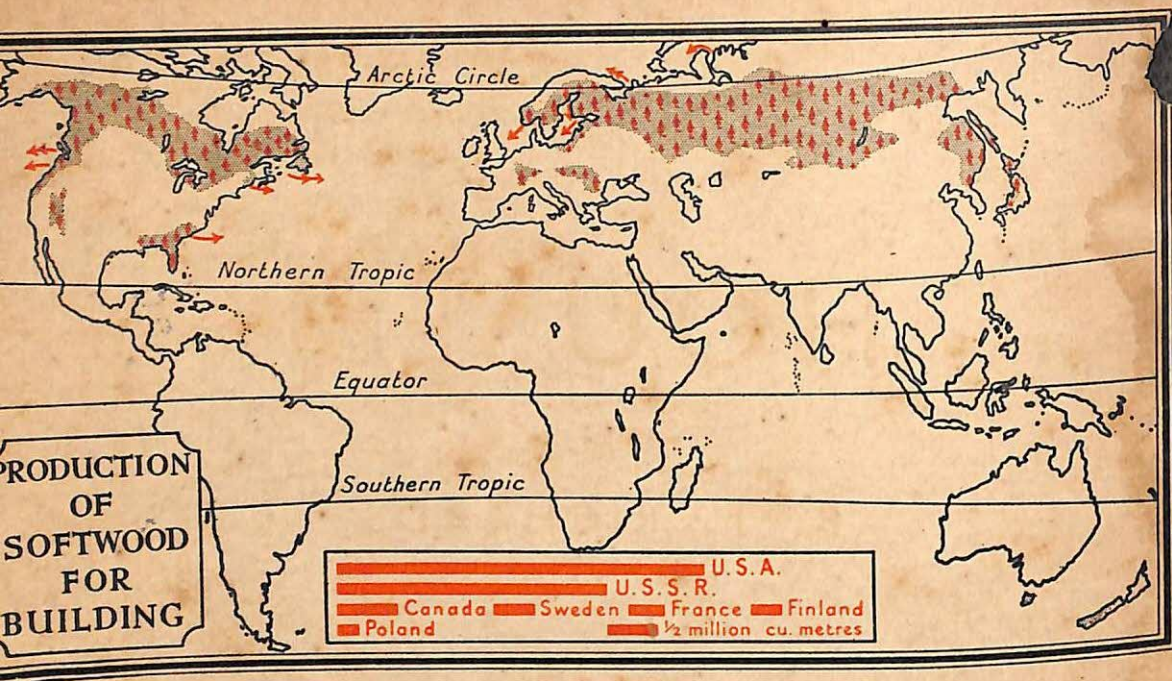 Arctic Circle
Northern Tropic
Equator
Southern Tropic
PRODUCTION
OF
SOFTWOOD
FOR
BUILDING
U.S.A.
U.S.S.R.
Canada Sweden France Finland
Poland ½ million cu. metres